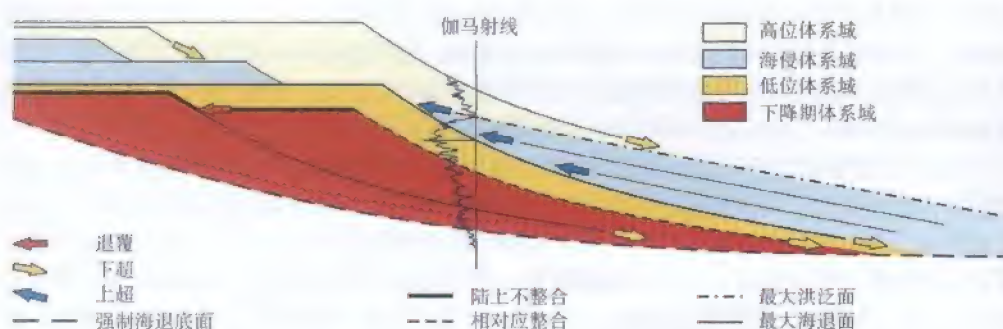 伽马射线
高位体系域
海侵体系域
低位体系域
下降期体系域
退覆
下超
上超
强制海退底面
陆上不整合
相对应整合
最大洪泛面
最大海退面